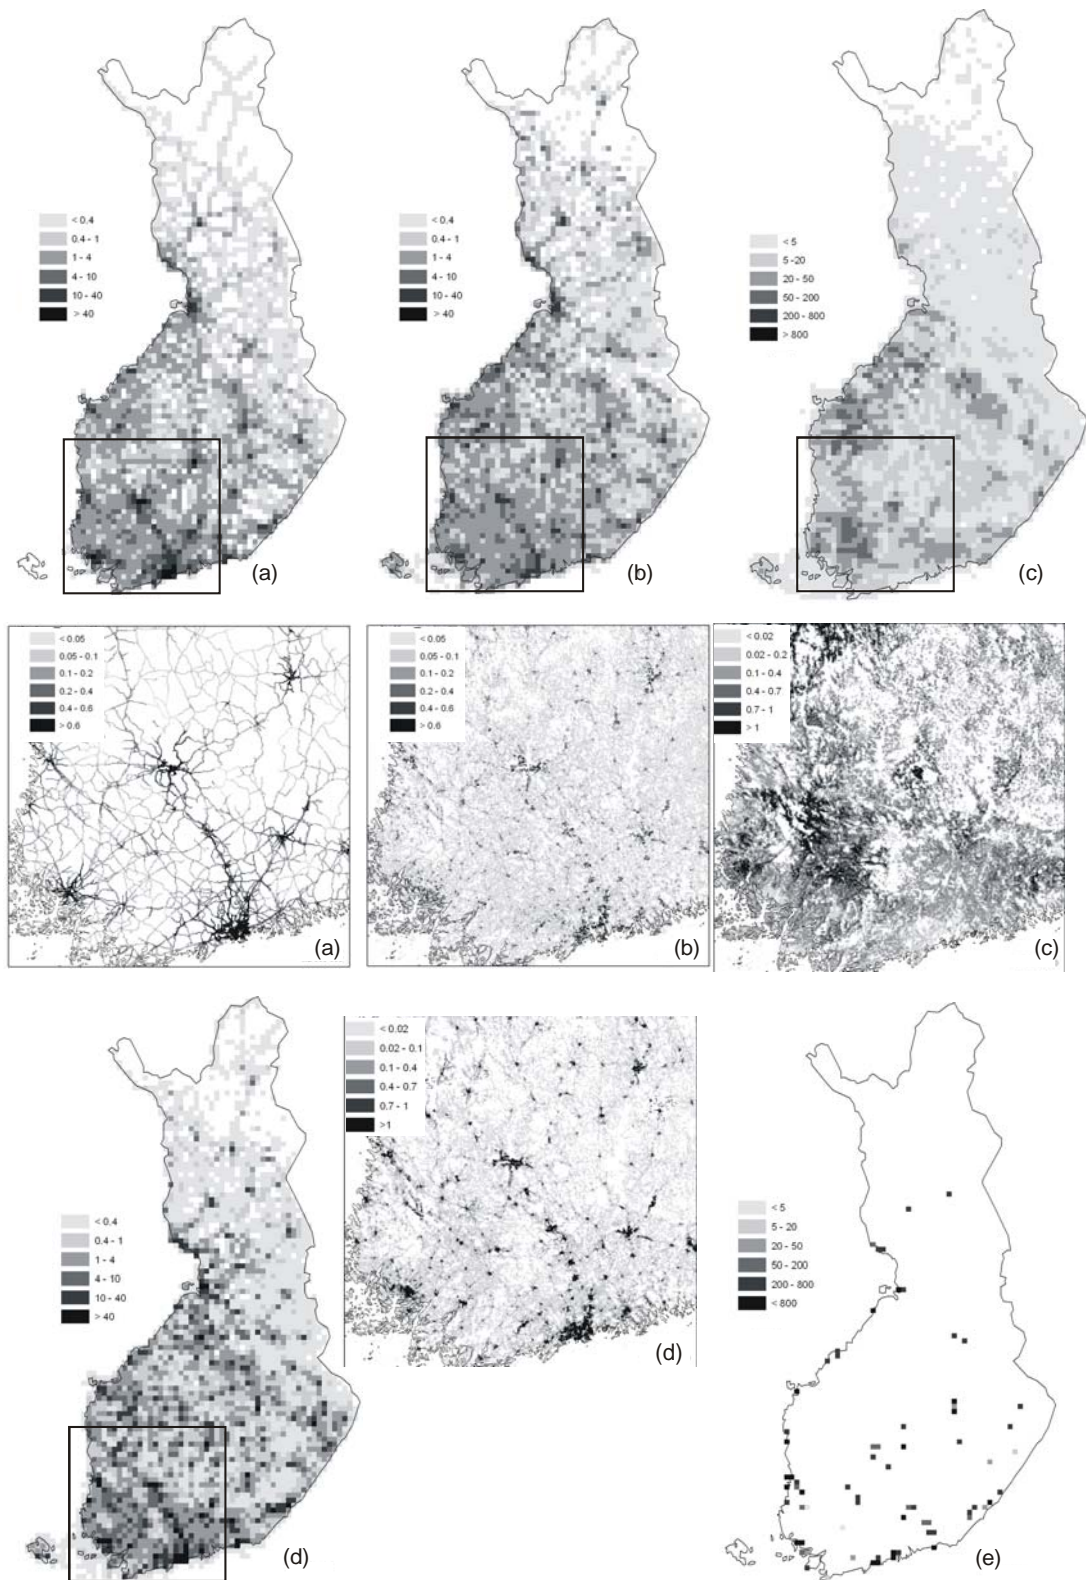 < 0.4
0.4 - 1
1 - 4
4 - 10
10 - 40
> 40
(a)
< 0.4
0.4 - 1
1 - 4
4 - 10
10 - 40
> 40
(b)
< 5
5 - 20
20 - 50
50 - 200
200 - 800
> 800
(c)
< 0.05
0.05 - 0.1
0.1 - 0.2
0.2 - 0.4
0.4 - 0.6
> 0.6
(a)
< 0.05
0.05 - 0.1
0.1 - 0.2
0.2 - 0.4
0.4 - 0.6
> 0.6
(b)
< 0.02
0.02 - 0.2
0.1 - 0.4
0.4 - 0.7
0.7 - 1
> 1
(c)
< 0.4
0.4 - 1
1 - 4
4 - 10
10 - 40
> 40
(d)
< 0.02
0.02 - 0.1
0.1 - 0.4
0.4 - 0.7
0.7 - 1
>1
(d)
< 5
5 - 20
20 - 50
50 - 200
200 - 800
< 800
(e)